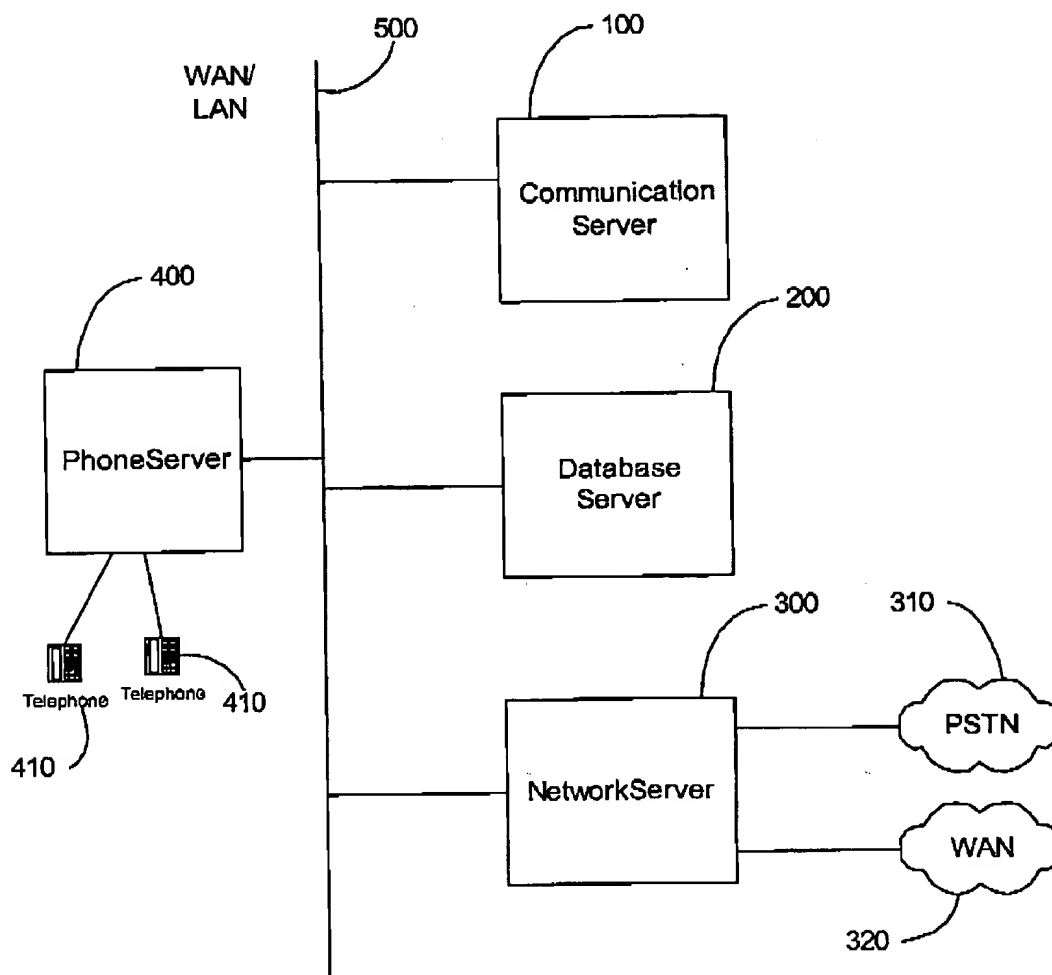 500
100
WAN/
LAN
Communication
Server
400
200
PhoneServer
Database
Server
300
310
Telephone
Telephone
410
410
PSTN
NetworkServer
WAN
320